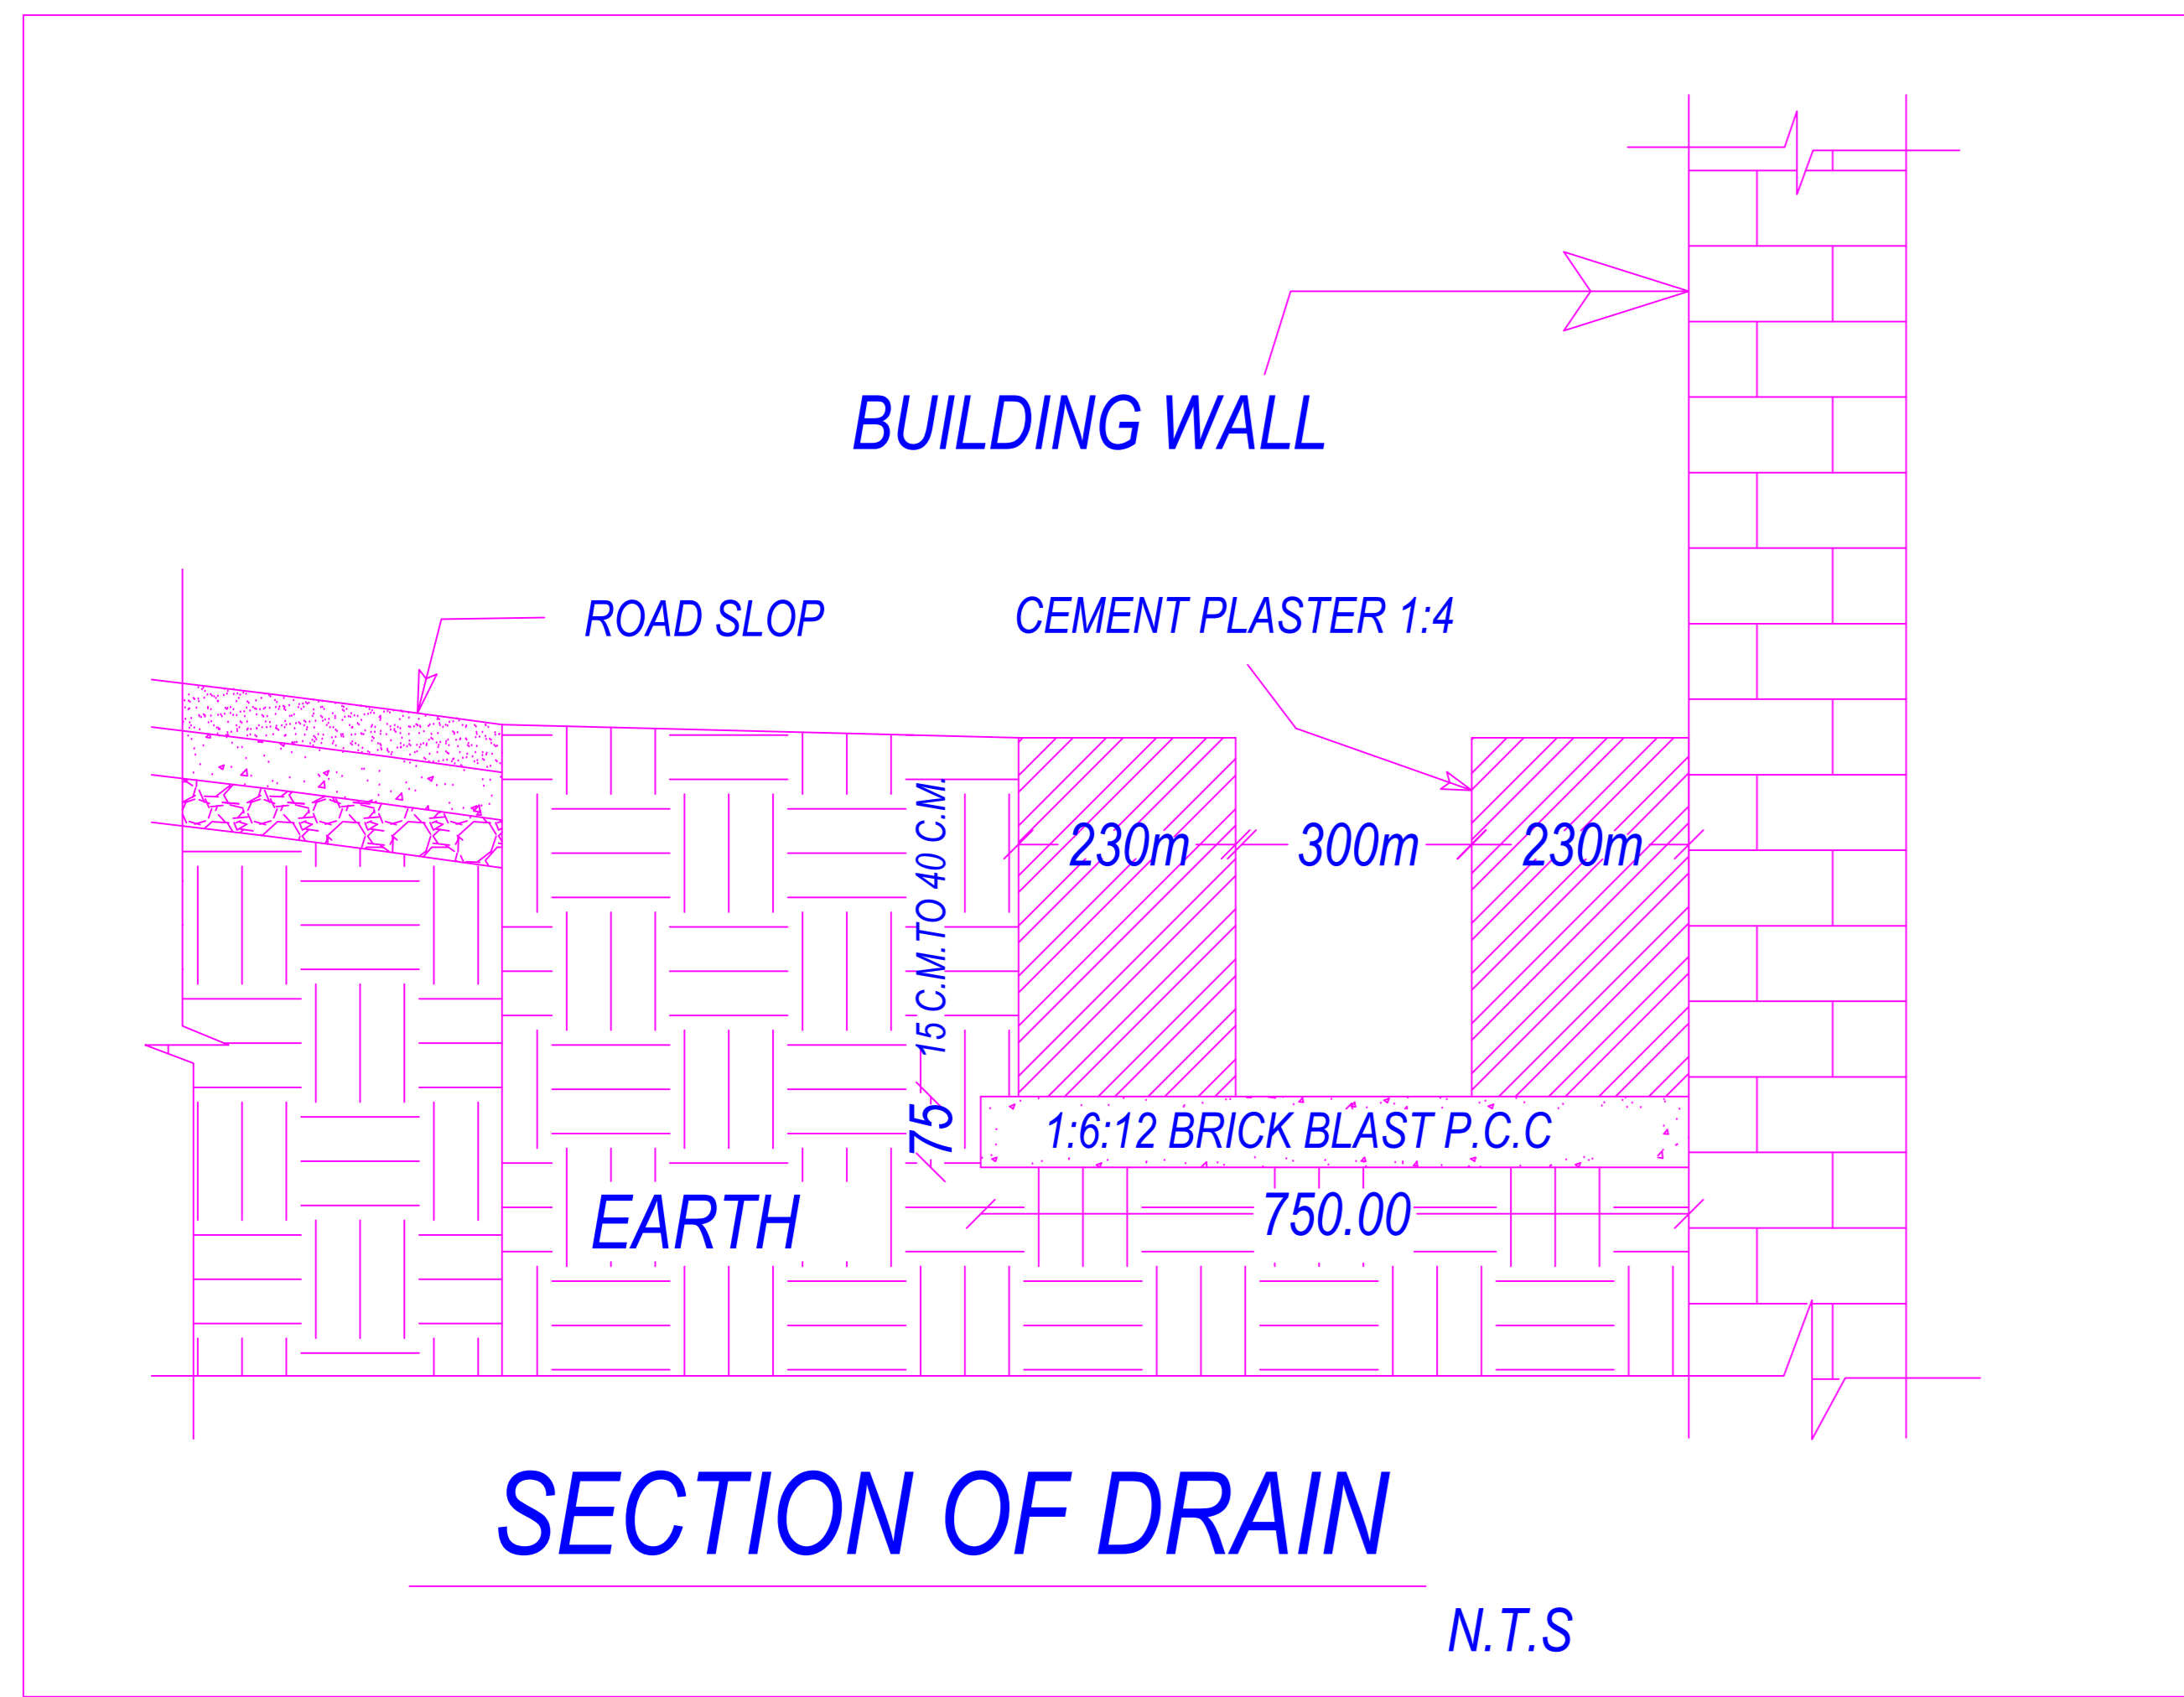 BUILDING WALL
ROAD SLOP
CEMENT PLASTER 1:4
230m
300m
230m
15 C.M.TO 40 C.M.
75
1:6:12 BRICK BLAST P.C.C
EARTH
750.00
SECTION OF DRAIN
N.T.S